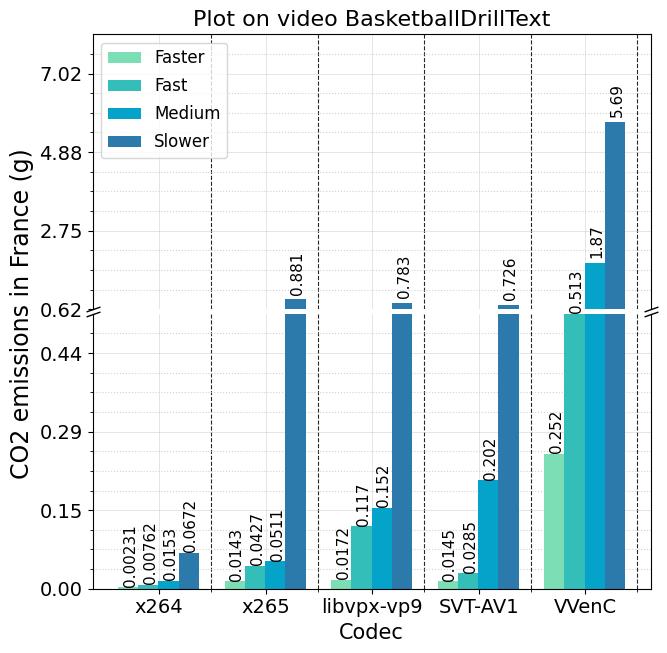 Plot on video BasketballDrillText
CO2 emissions in France (g)
7.02
4.88
2.75
0.62
0.44
0.29
0.15
0.00
Faster
Fast
Medium
Slower
0.00231
0.00762
0.0153
0.0672
0.0143
0.0427
0.0511
0.881
0.0172
0.117
0.152
0.783
0.0145
0.0285
0.202
0.726
0.252
0.513
1.87
5.69
x264
x265
libvpx-vp9
SVT-AV1
VVenC
Codec